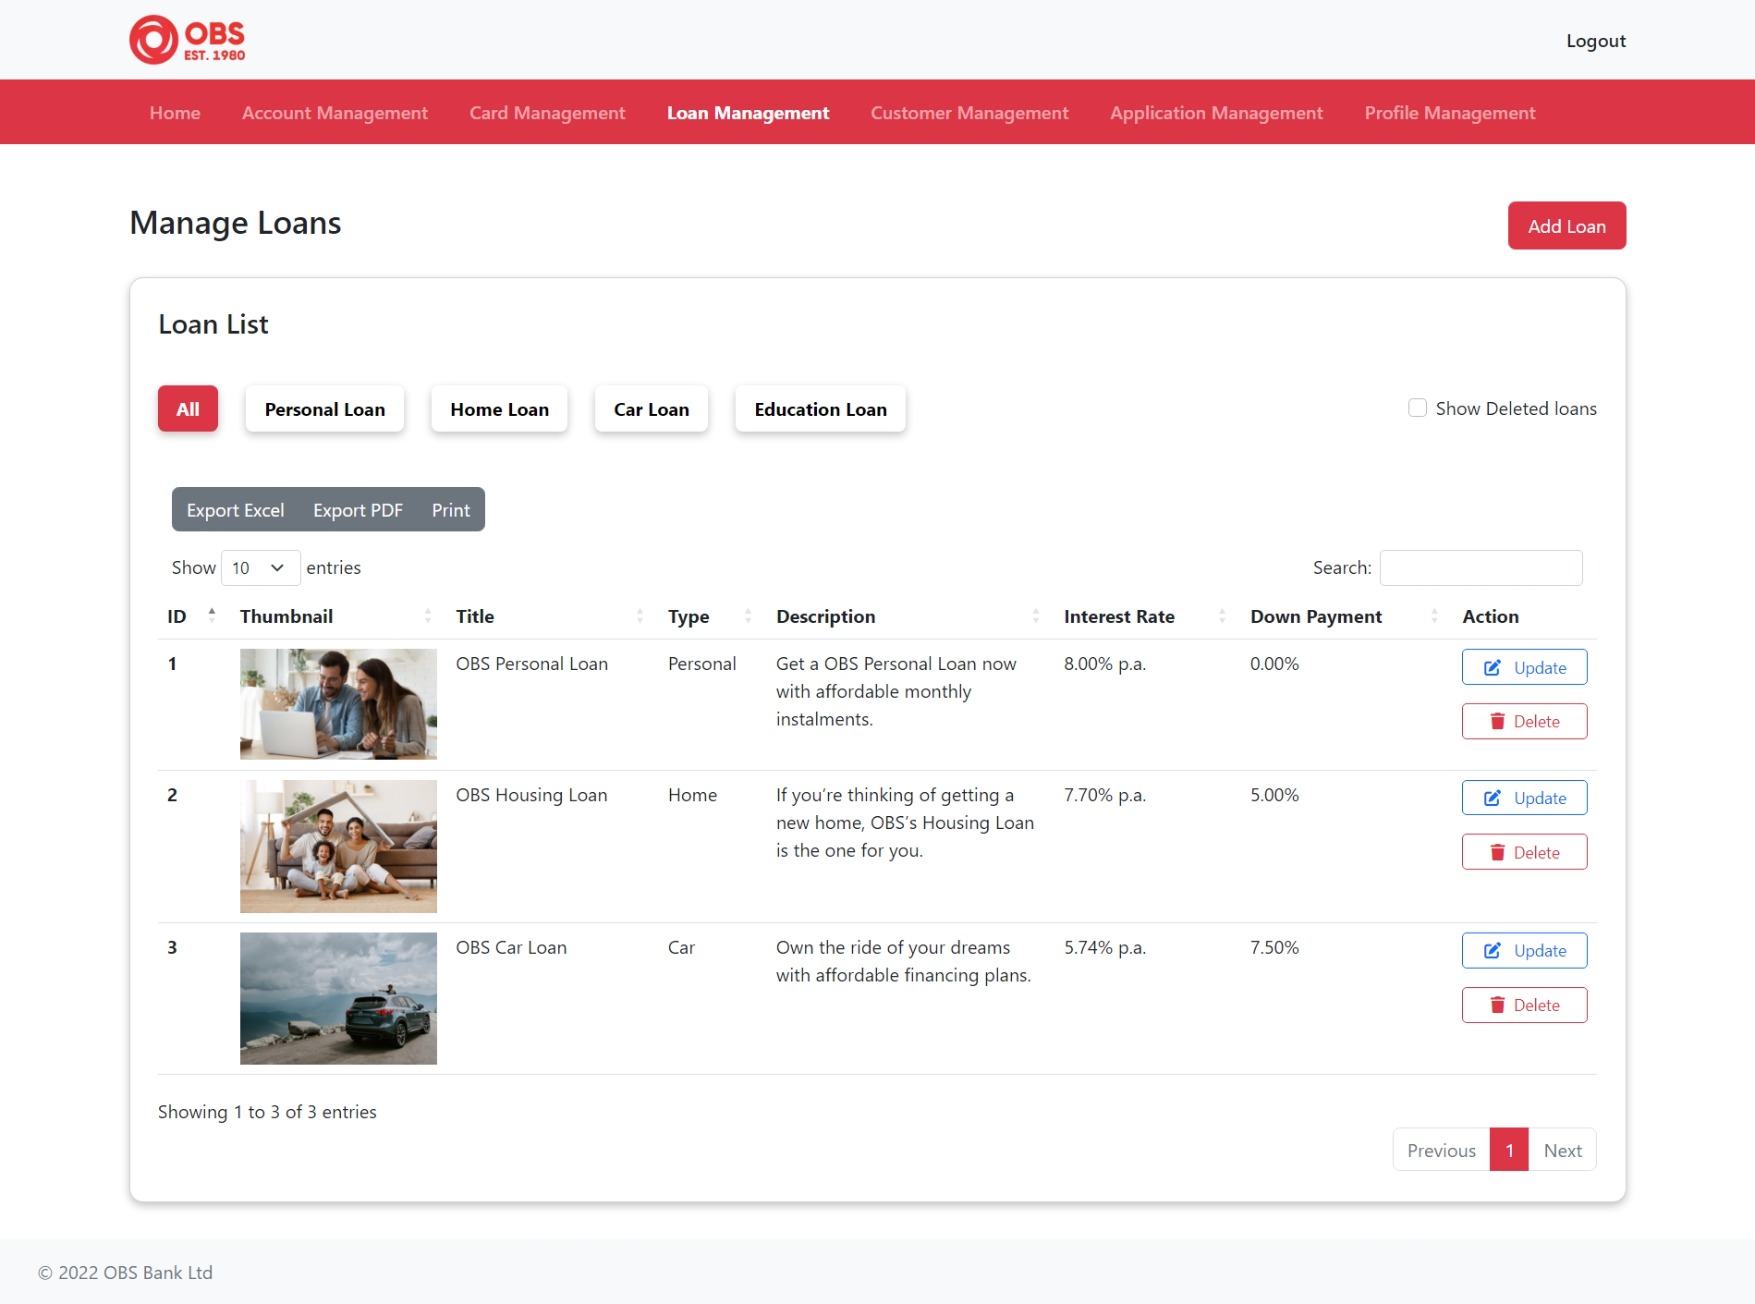 OBS
EST. 1980
Logout
Home Account Management Card Management Loan Management Customer Management Application Management Profile Management
Manage Loans
Add Loan
Loan List
All Personal Loan Home Loan Car Loan Education Loan
Show Deleted loans
Export Excel Export PDF Print
Show 10 entries
Search:
ID Thumbnail Title Type Description Interest Rate Down Payment Action
1 OBS Personal Loan Personal Get a OBS Personal Loan now 8.00% p.a. 0.00% Update
with affordable monthly
instalments.
Delete
2 OBS Housing Loan Home If you’re thinking of getting a 7.70% p.a. 5.00% Update
new home, OBS’s Housing Loan
is the one for you.
Delete
3 OBS Car Loan Car Own the ride of your dreams 5.74% p.a. 7.50% Update
with affordable financing plans.
Delete
Showing 1 to 3 of 3 entries
Previous 1 Next
© 2022 OBS Bank Ltd